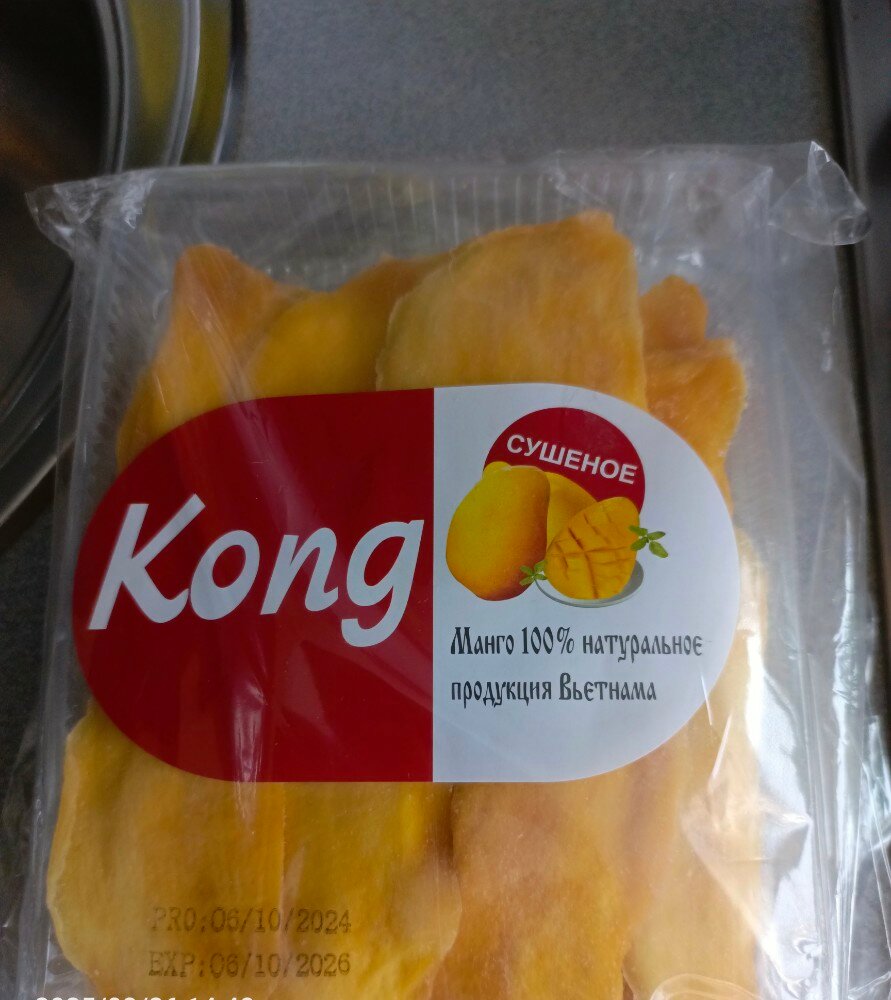 СУШЕНОЕ
Kong
Манго 100% натуральное
продукция Вьетнама
PRO:06/10/2024
EXP:06/10/2026